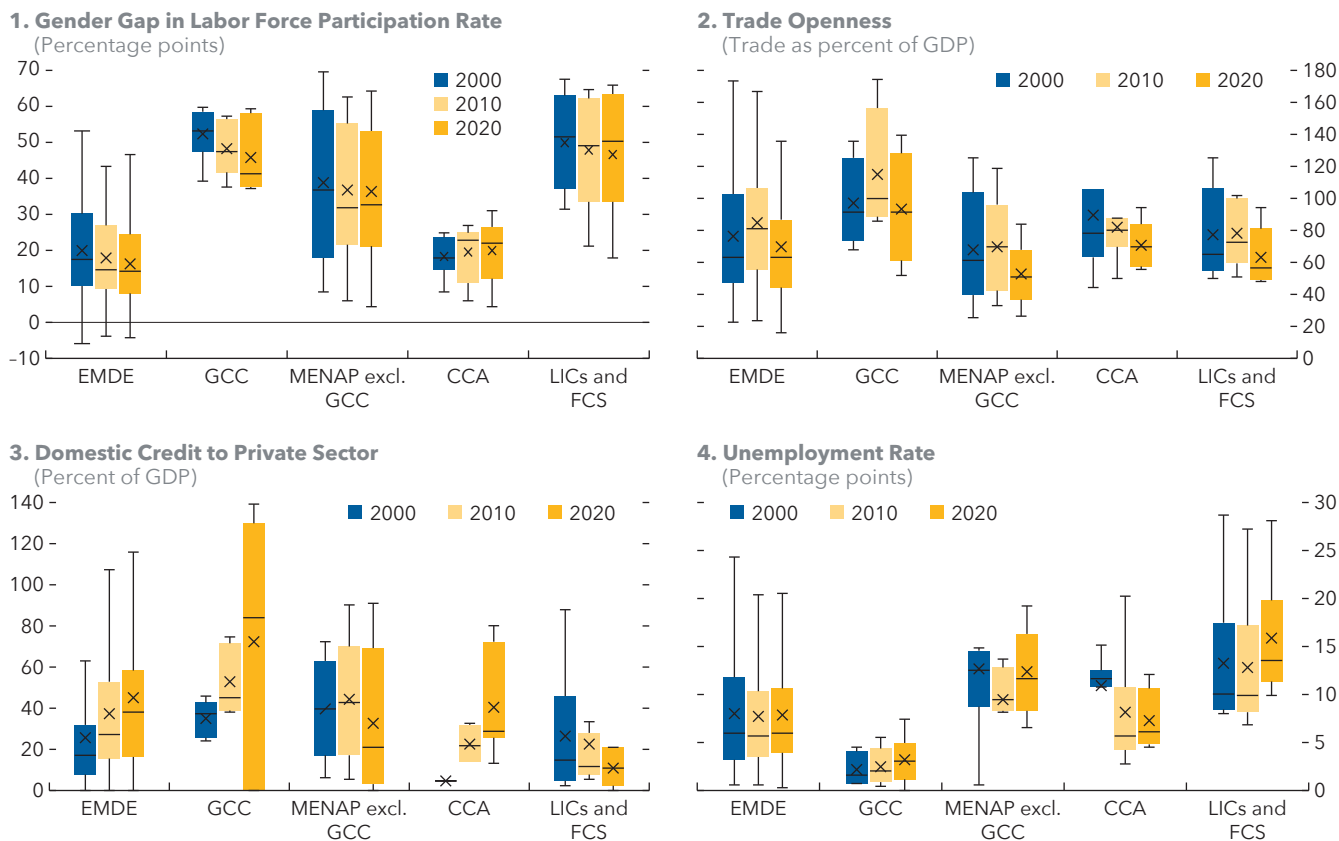 1. Gender Gap in Labor Force Participation Rate
(Percentage points)
70
60
50
40
30
20
10
0
–10
2000
2010
2020
EMDE
GCC
MENAP excl.
GCC
CCA
LICs and
FCS
2. Trade Openness
(Trade as percent of GDP)
2000
2010
2020
180
160
140
120
100
80
60
40
20
0
EMDE
GCC
MENAP excl.
GCC
CCA
LICs and
FCS
3. Domestic Credit to Private Sector
(Percent of GDP)
140
120
100
80
60
40
20
0
2000
2010
2020
EMDE
GCC
MENAP excl.
GCC
CCA
LICs and
FCS
4. Unemployment Rate
(Percentage points)
2000
2010
2020
30
25
20
15
10
5
0
EMDE
GCC
MENAP excl.
GCC
CCA
LICs and
FCS